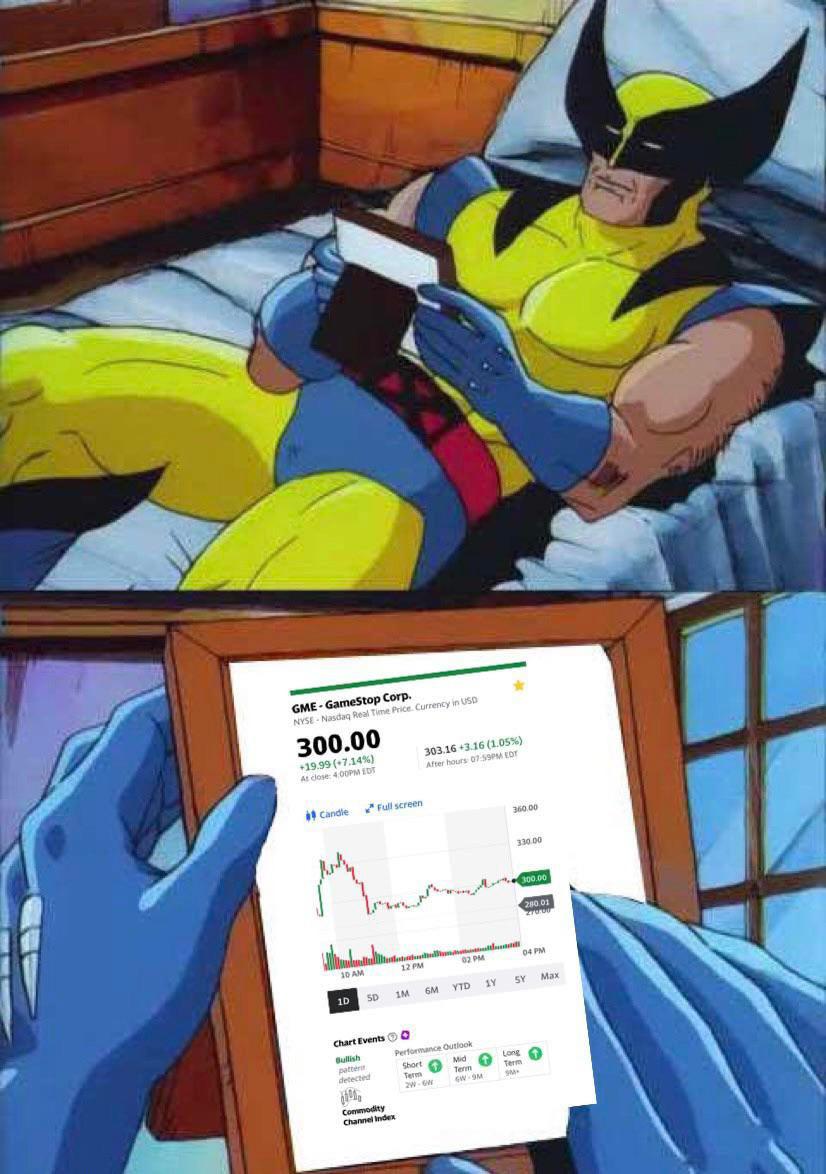 GME - GameStop Corp.
NYSE - Nasdaq Real Time Price. Currency in USD
300.00
+19.99 (+7.14%)
At close: 4:00PM EDT
303.16 +3.16 (1.05%)
After hours: 07:59PM EDT
Candle
Full screen
360.00
330.00
300.00
280.01
270.00
10 AM 12 PM 02 PM 04 PM
1D 5D 1M 6M YTD 1Y 5Y Max
Chart Events
Bullish
pattern
detected
Performance Outlook
Short
Term
2W - 6W
Mid
Term
6W - 9M
Long
Term
9M+
Commodity
Channel Index